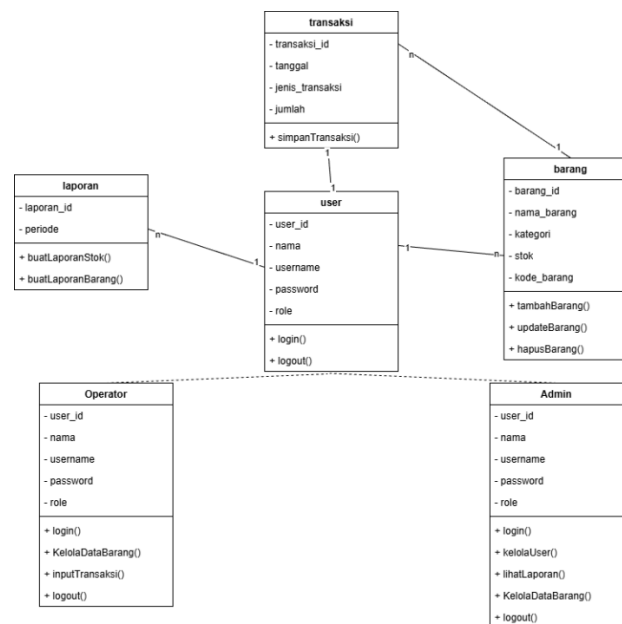 transaksi
- transaksi_id
- tanggal
- jenis_transaksi
- jumlah
+ simpanTransaksi()
n
1
1
1
laporan
- laporan_id
- periode
+ buatLaporanStok()
+ buatLaporanBarang()
n
1
user
- user_id
- nama
- username
- password
- role
+ login()
+ logout()
1
n
barang
- barang_id
- nama_barang
- kategori
- stok
- kode_barang
+ tambahBarang()
+ updateBarang()
+ hapusBarang()
Operator
- user_id
- nama
- username
- password
- role
+ login()
+ KelolaDataBarang()
+ inputTransaksi()
+ logout()
Admin
- user_id
- nama
- username
- password
- role
+ login()
+ kelolaUser()
+ lihatLaporan()
+ KelolaDataBarang()
+ logout()